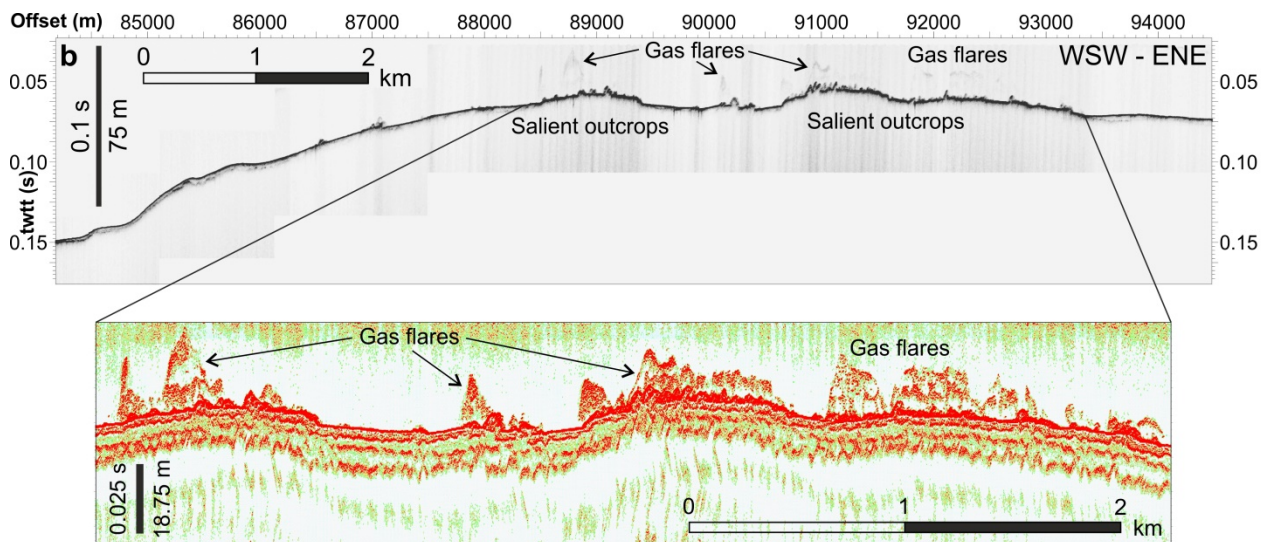 Offset (m) 85000 86000 87000 88000 89000 90000 91000 92000 93000 94000
b 0 1 2 km
Gas flares
Gas flares
WSW - ENE
0.05
0.10
0.15
twtt (s)
0.1 s
75 m
Salient outcrops
Salient outcrops
0.05
0.10
0.15
Gas flares
Gas flares
0.025 s
18.75 m
0 1 2
km